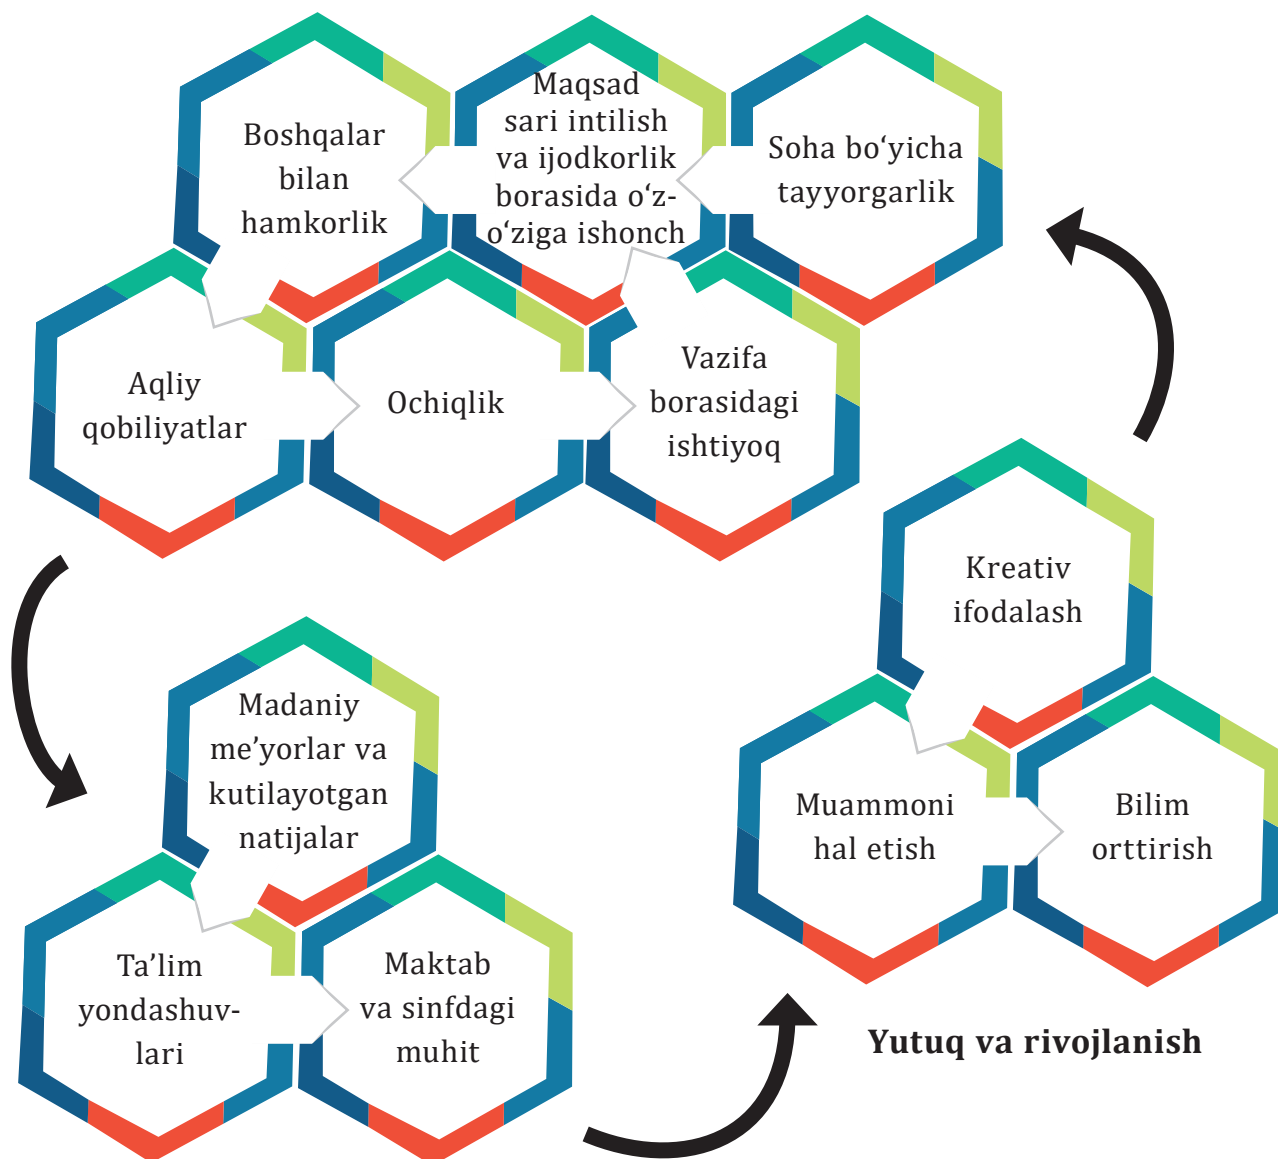 Boshqalar
bilan
hamkorlik
Maqsad
sari intilish
va ijodkorlik
borasida o‘z-
o‘ziga ishonch
Soha bo‘yicha
tayyorgarlik
Aqliy
qobiliyatlar
Ochiqlik
Vazifa
borasidagi
ishtiyoq
Kreativ
ifodalash
Muammoni
hal etish
Bilim
orttirish
Madaniy
me’yorlar va
kutilayotgan
natijalar
Ta’lim
yondashuv-
lari
Maktab
va sinfdagi
muhit
Yutuq va rivojlanish